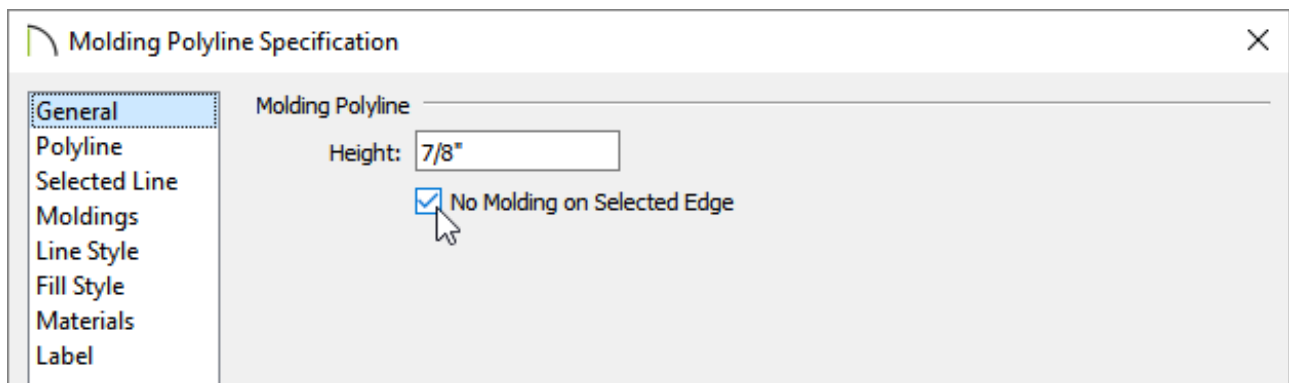 Molding Polyline Specification
General
Polyline
Selected Line
Moldings
Line Style
Fill Style
Materials
Label
Molding Polyline
Height: 7/8"
No Molding on Selected Edge